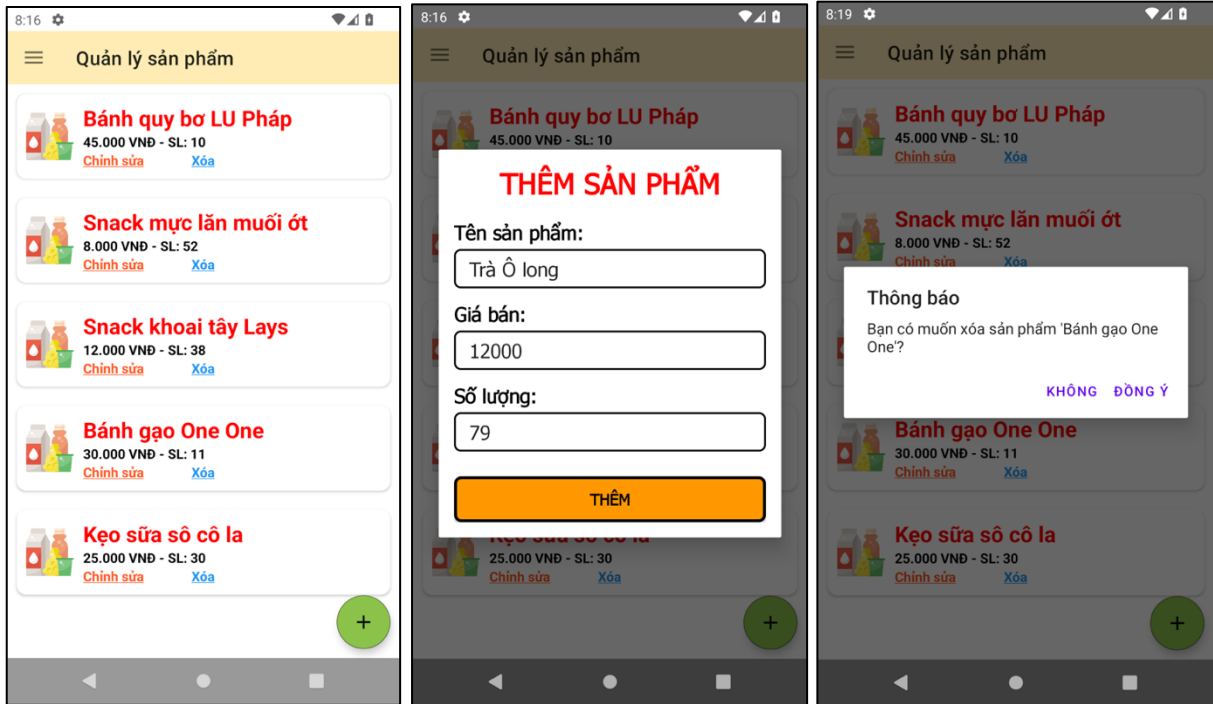 8:16
Quản lý sản phẩm
Bánh quy bơ LU Pháp
45.000 VNĐ - SL: 10
Chỉnh sửa Xóa
Snack mực lăn muối ớt
8.000 VNĐ - SL: 52
Chỉnh sửa Xóa
Snack khoai tây Lays
12.000 VNĐ - SL: 38
Chỉnh sửa Xóa
Bánh gạo One One
30.000 VNĐ - SL: 11
Chỉnh sửa Xóa
Kẹo sữa sô cô la
25.000 VNĐ - SL: 30
Chỉnh sửa Xóa
+
8:16
Quản lý sản phẩm
Bánh quy bơ LU Pháp
45.000 VNĐ - SL: 10
THÊM SẢN PHẨM
Tên sản phẩm:
Trà Ô long
Giá bán:
12000
Số lượng:
79
THÊM
Kẹo sữa sô cô la
25.000 VNĐ - SL: 30
Chỉnh sửa Xóa
+
8:19
Quản lý sản phẩm
Bánh quy bơ LU Pháp
45.000 VNĐ - SL: 10
Chỉnh sửa Xóa
Snack mực lăn muối ớt
8.000 VNĐ - SL: 52
Chỉnh sửa Xóa
Thông báo
Bạn có muốn xóa sản phẩm 'Bánh gạo One
One'?
KHÔNG ĐỒNG Ý
Bánh gạo One One
30.000 VNĐ - SL: 11
Chỉnh sửa Xóa
Kẹo sữa sô cô la
25.000 VNĐ - SL: 30
Chỉnh sửa Xóa
+